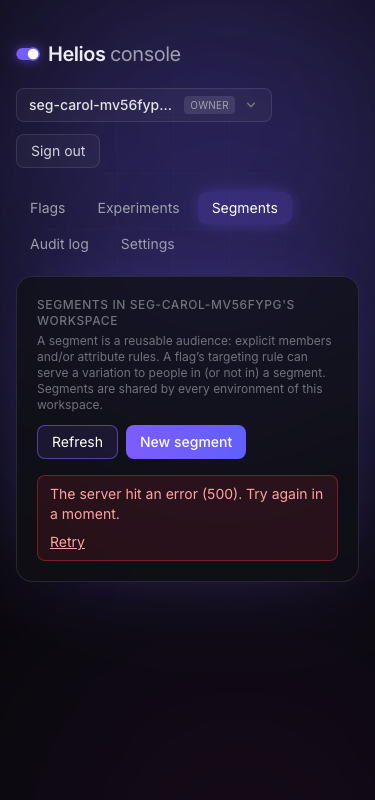 Helios console
seg-carol-mv56fyp... OWNER
Sign out
Flags Experiments Segments
Audit log Settings
SEGMENTS IN SEG-CAROL-MV56FYPG'S
WORKSPACE
A segment is a reusable audience: explicit members
and/or attribute rules. A flag’s targeting rule can
serve a variation to people in (or not in) a segment.
Segments are shared by every environment of this
workspace.
Refresh New segment
The server hit an error (500). Try again in
a moment.
Retry